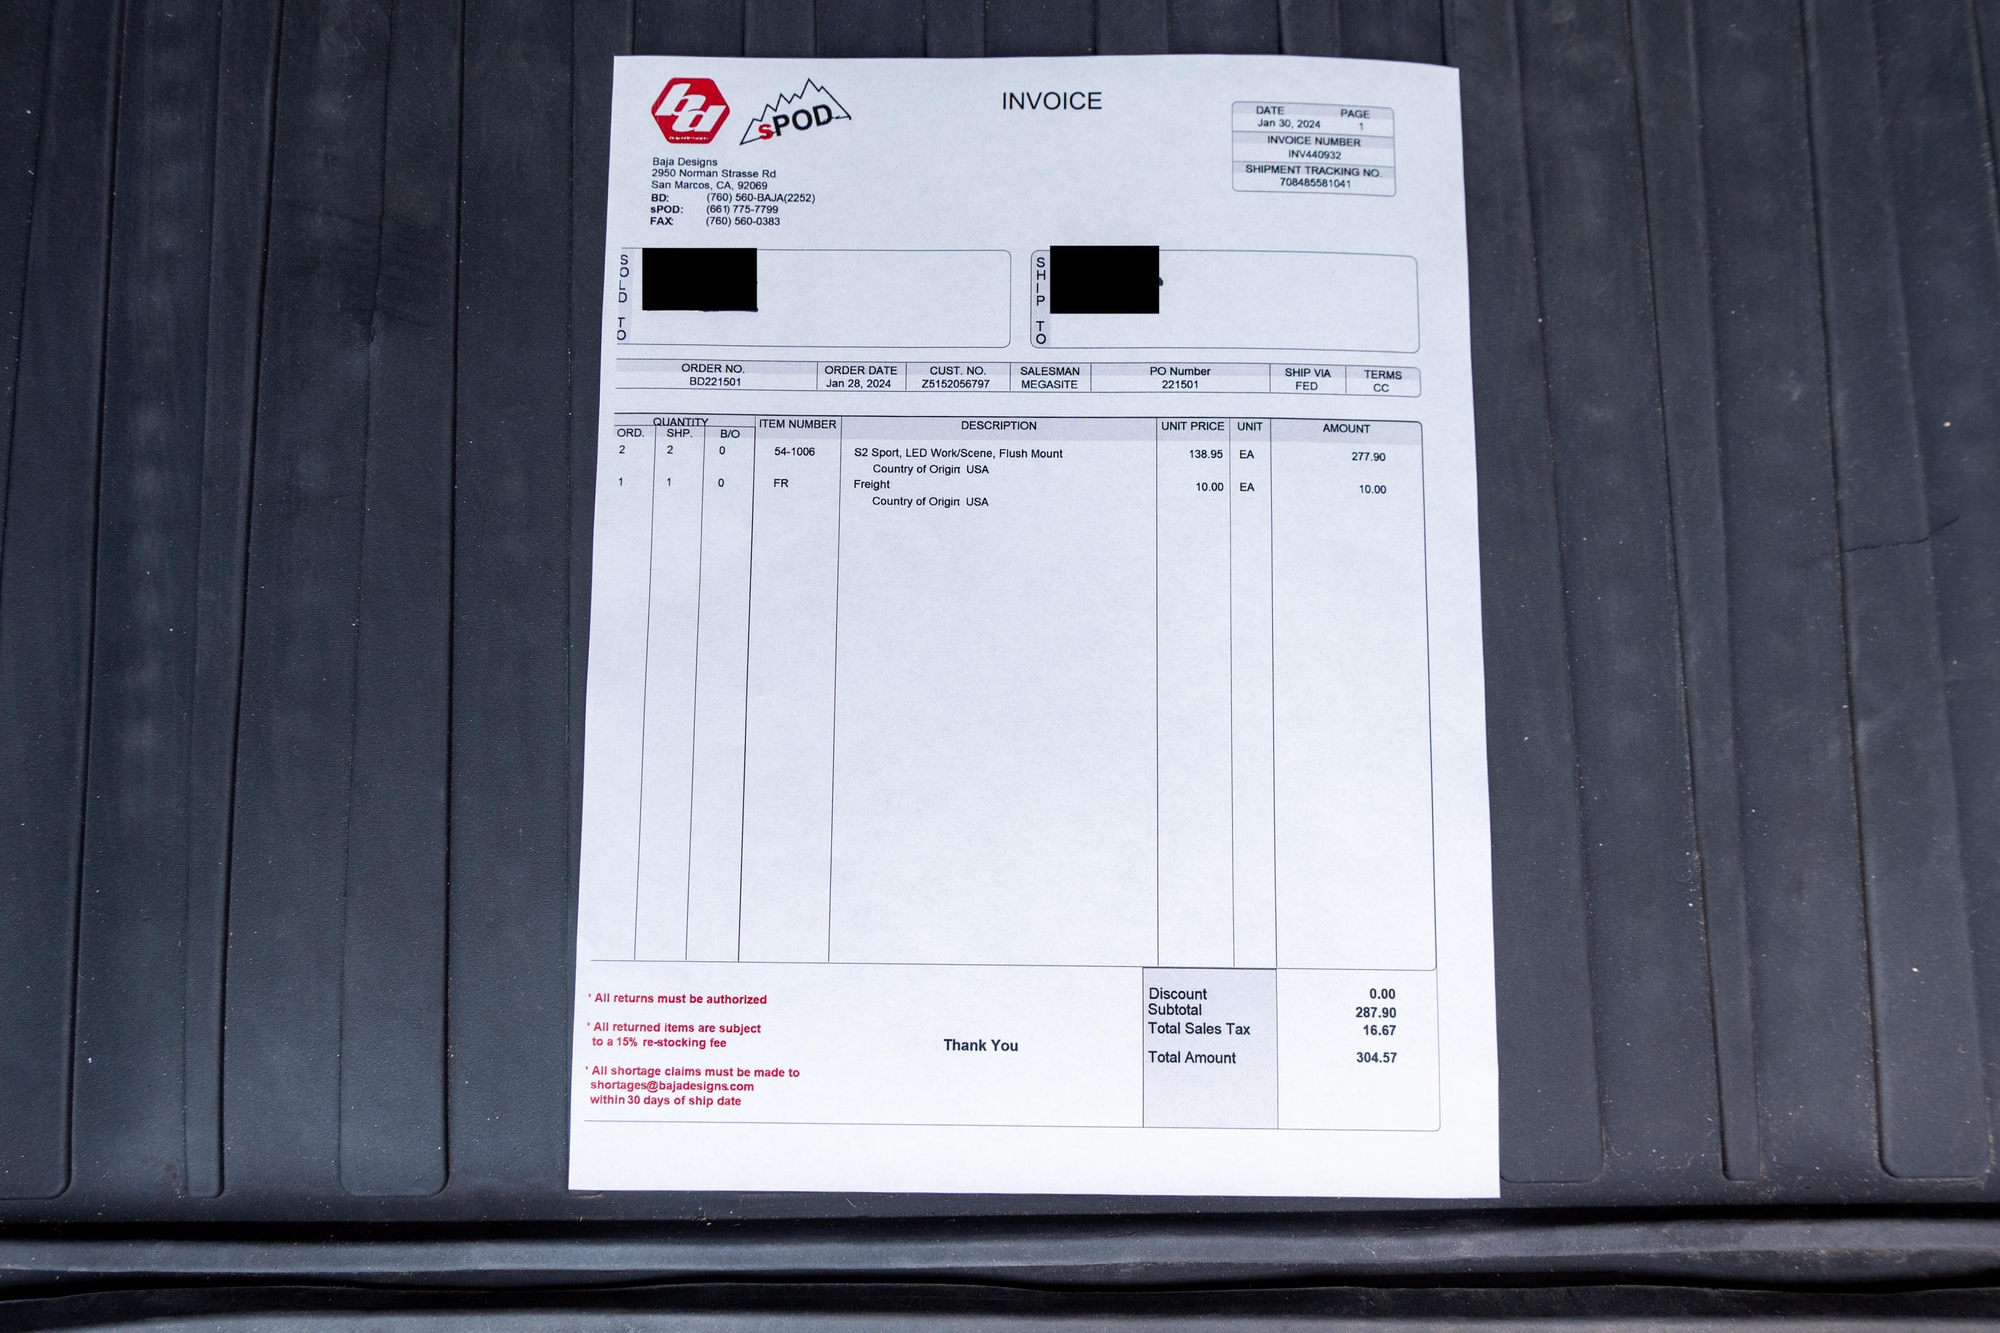 bd
sPOD
INVOICE
DATE PAGE
Jan 30, 2024 1
INVOICE NUMBER
INV440932
SHIPMENT TRACKING NO.
708485581041
Baja Designs
2950 Norman Strasse Rd
San Marcos, CA, 92069
BD: (760) 560-BAJA(2252)
sPOD: (661) 775-7799
FAX: (760) 560-0383
SOLD TO
SHIP TO
ORDER NO. ORDER DATE CUST. NO. SALESMAN PO Number SHIP VIA TERMS
BD221501 Jan 28, 2024 Z5152056797 MEGASITE 221501 FED CC
QUANTITY ITEM NUMBER DESCRIPTION UNIT PRICE UNIT AMOUNT
ORD. SHP. B/O
2 2 0 54-1006 S2 Sport, LED Work/Scene, Flush Mount 138.95 EA 277.90
Country of Origin: USA
1 1 0 FR Freight 10.00 EA 10.00
Country of Origin: USA
* All returns must be authorized
* All returned items are subject
to a 15% re-stocking fee
* All shortage claims must be made to
shortages@bajadesigns.com
within 30 days of ship date
Thank You
Discount 0.00
Subtotal 287.90
Total Sales Tax 16.67
Total Amount 304.57